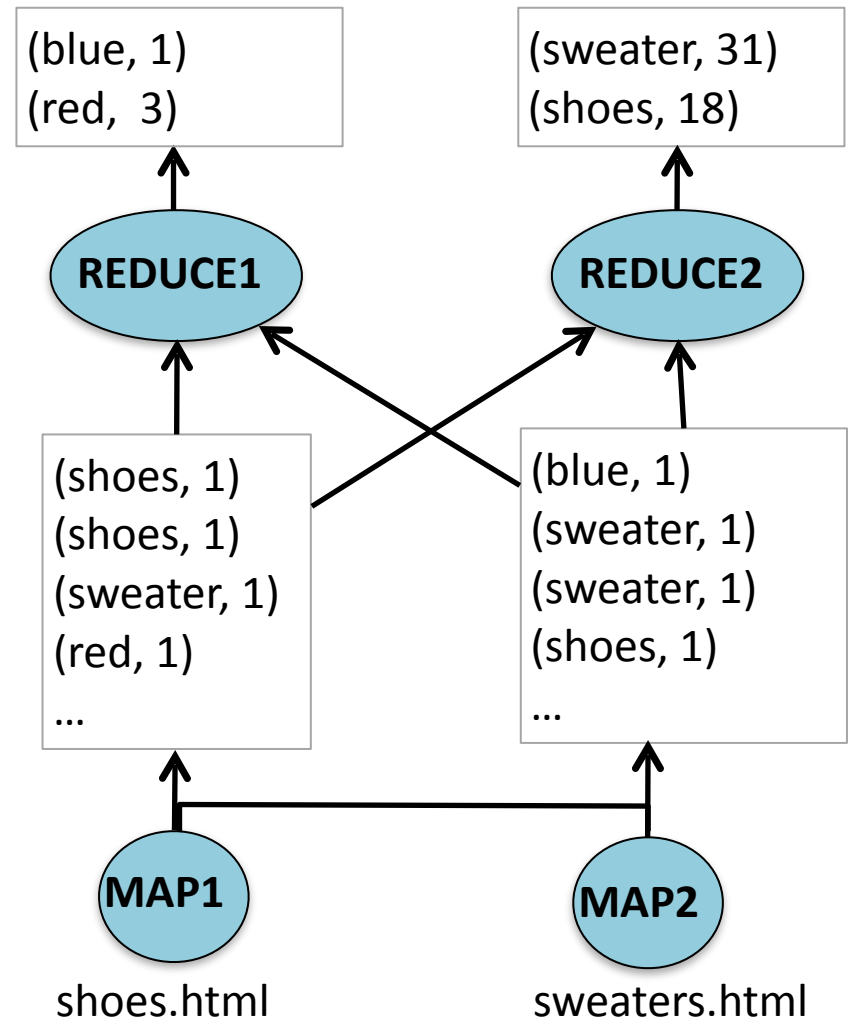 (blue, 1)
(red,  3)
(sweater, 31)
(shoes, 18)
REDUCE1
REDUCE2
(shoes, 1)
(shoes, 1)
(sweater, 1)
(red, 1)
…
(blue, 1)
(sweater, 1)
(sweater, 1)
(shoes, 1)
…
MAP1
MAP2
shoes.html
sweaters.html